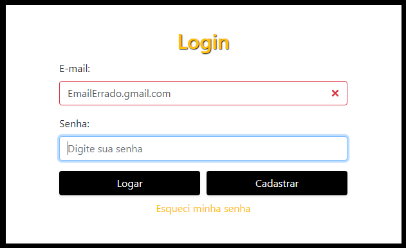 Login
E-mail:
EmailErrado.gmail.com
Senha:
Digite sua senha
Logar Cadastrar
Esqueci minha senha